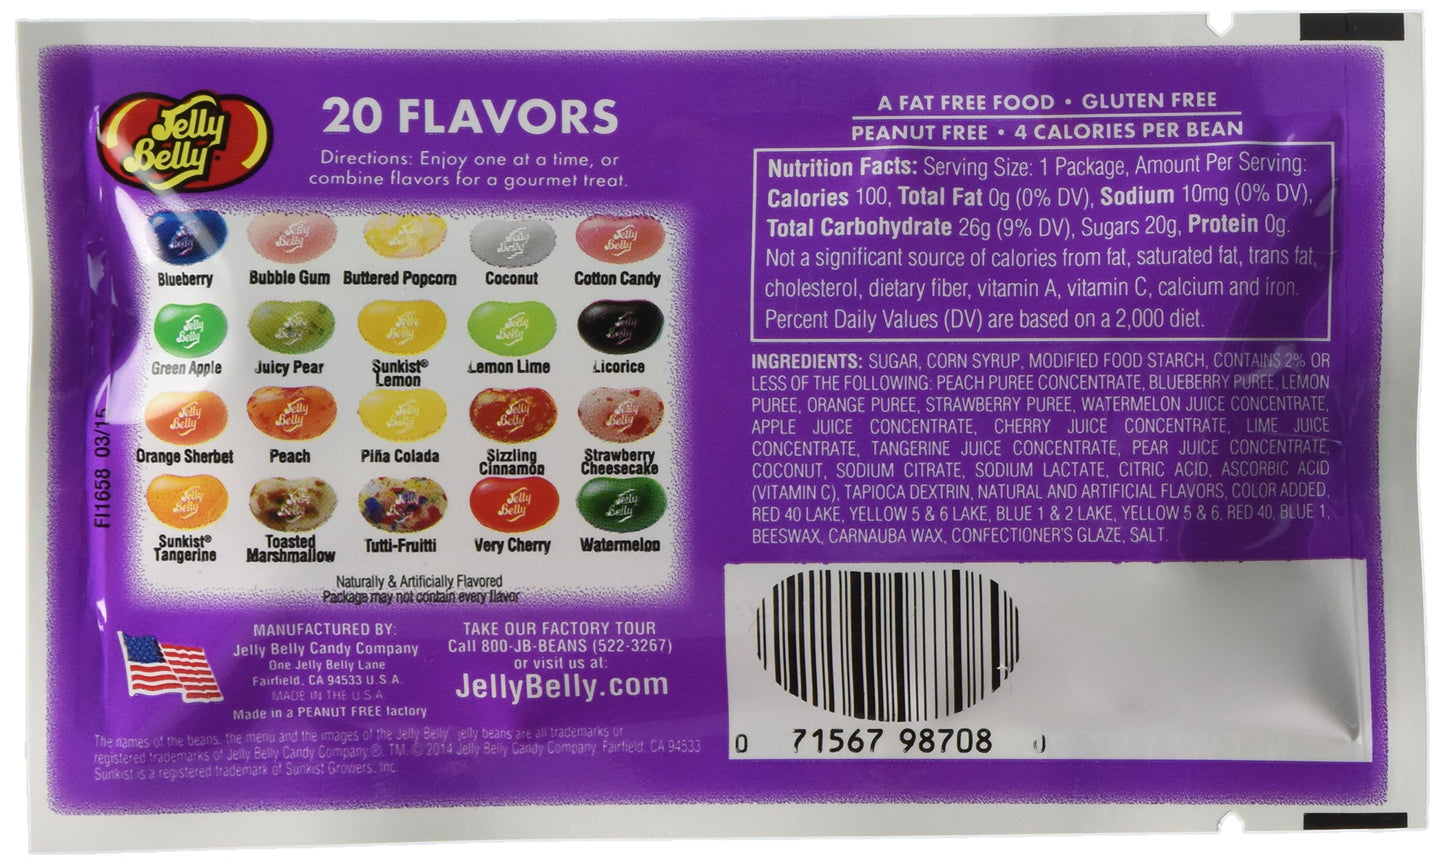 Jelly
Belly
20 FLAVORS
Directions: Enjoy one at a time, or
combine flavors for a gourmet treat.
Blueberry
Bubble Gum
Buttered Popcorn
Coconut
Cotton Candy
Green Apple
Juicy Pear
Sunkist®
Lemon
Lemon Lime
Licorice
Orange Sherbet
Peach
Piña Colada
Sizzling
Cinnamon
Strawberry
Cheesecake
Sunkist®
Tangerine
Toasted
Marshmallow
Tutti-Fruitti
Very Cherry
Watermelon
Naturally & Artificially Flavored
Package may not contain every flavor
FI1658 03/15
MANUFACTURED BY:
Jelly Belly Candy Company
One Jelly Belly Lane
Fairfield, CA 94533 U.S.A.
MADE IN THE U.S.A.
Made in a PEANUT FREE factory
TAKE OUR FACTORY TOUR
Call 800-JB-BEANS (522-3267)
or visit us at:
JellyBelly.com
The names of the beans, the menu and the images of the Jelly Belly® jelly beans are all trademarks or
registered trademarks of Jelly Belly Candy Company ®, TM, © 2014 Jelly Belly Candy Company, Fairfield, CA 94533
Sunkist is a registered trademark of Sunkist Growers, Inc.
A FAT FREE FOOD • GLUTEN FREE
PEANUT FREE • 4 CALORIES PER BEAN
Nutrition Facts: Serving Size: 1 Package, Amount Per Serving:
Calories 100, Total Fat 0g (0% DV), Sodium 10mg (0% DV),
Total Carbohydrate 26g (9% DV), Sugars 20g, Protein 0g.
Not a significant source of calories from fat, saturated fat, trans fat,
cholesterol, dietary fiber, vitamin A, vitamin C, calcium and iron.
Percent Daily Values (DV) are based on a 2,000 diet.
INGREDIENTS: SUGAR, CORN SYRUP, MODIFIED FOOD STARCH, CONTAINS 2% OR
LESS OF THE FOLLOWING: PEACH PUREE CONCENTRATE, BLUEBERRY PUREE, LEMON
PUREE, ORANGE PUREE, STRAWBERRY PUREE, WATERMELON JUICE CONCENTRATE,
APPLE JUICE CONCENTRATE, CHERRY JUICE CONCENTRATE, LIME JUICE
CONCENTRATE, TANGERINE JUICE CONCENTRATE, PEAR JUICE CONCENTRATE,
COCONUT, SODIUM CITRATE, SODIUM LACTATE, CITRIC ACID, ASCORBIC ACID
(VITAMIN C), TAPIOCA DEXTRIN, NATURAL AND ARTIFICIAL FLAVORS, COLOR ADDED,
RED 40 LAKE, YELLOW 5 & 6 LAKE, BLUE 1 & 2 LAKE, YELLOW 5 & 6, RED 40, BLUE 1,
BEESWAX, CARNAUBA WAX, CONFECTIONER'S GLAZE, SALT.
0 71567 98708 0